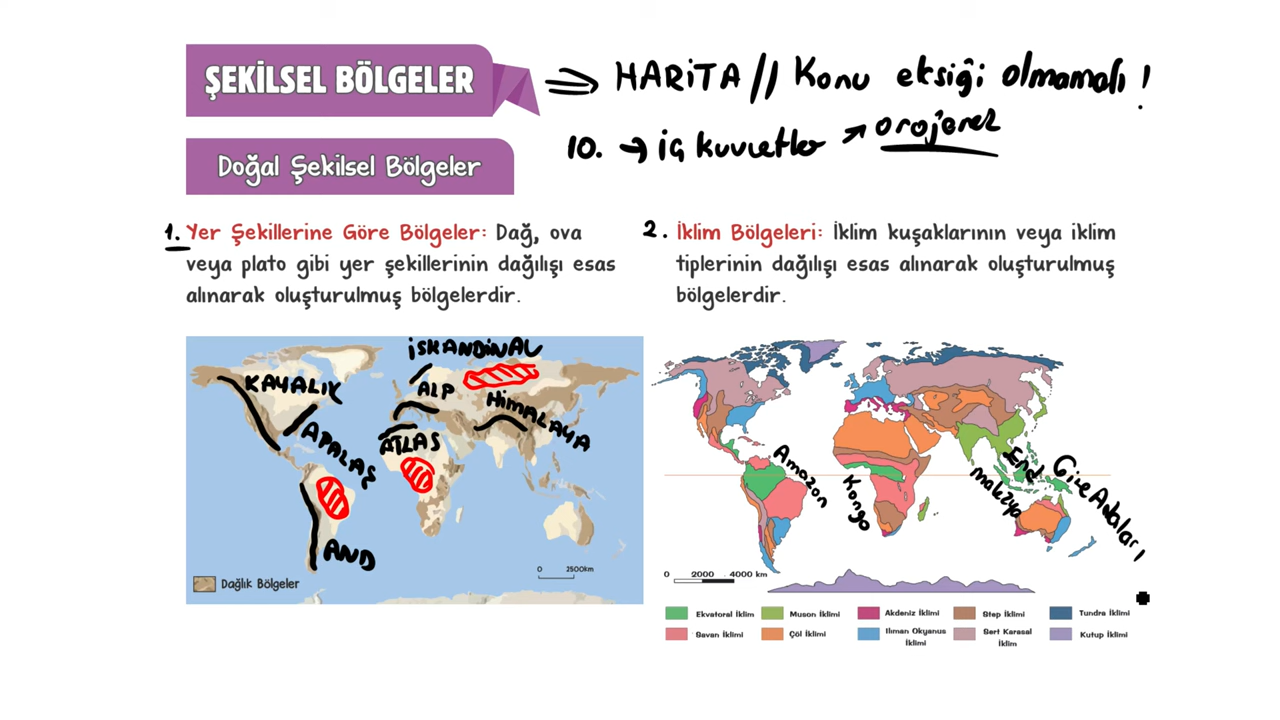 ŞEKİLSEL BÖLGELER
⇒ HARİTA // Konu eksiği olmamalı !
10. → iç kuvvetler → orojenez
Doğal Şekilsel Bölgeler
1. Yer Şekillerine Göre Bölgeler: Dağ, ova
veya plato gibi yer şekillerinin dağılışı esas
alınarak oluşturulmuş bölgelerdir.
2. İklim Bölgeleri: İklim kuşaklarının veya iklim
tiplerinin dağılışı esas alınarak oluşturulmuş
bölgelerdir.
İSKANDİNAV
KAYALIK
ALP
HİMALAYA
APALAŞ
ATLAS
AND
Dağlık Bölgeler
0 2500km
Amazon
Kongo
End
malezya
Gine Adaları
0 2000 4000 km
Ekvatoral İklim
Muson İklimi
Akdeniz İklimi
Step İklimi
Tundra İklimi
Savan İklimi
Çöl İklimi
Ilıman Okyanus
İklimi
Sert Karasal
İklim
Kutup İklimi